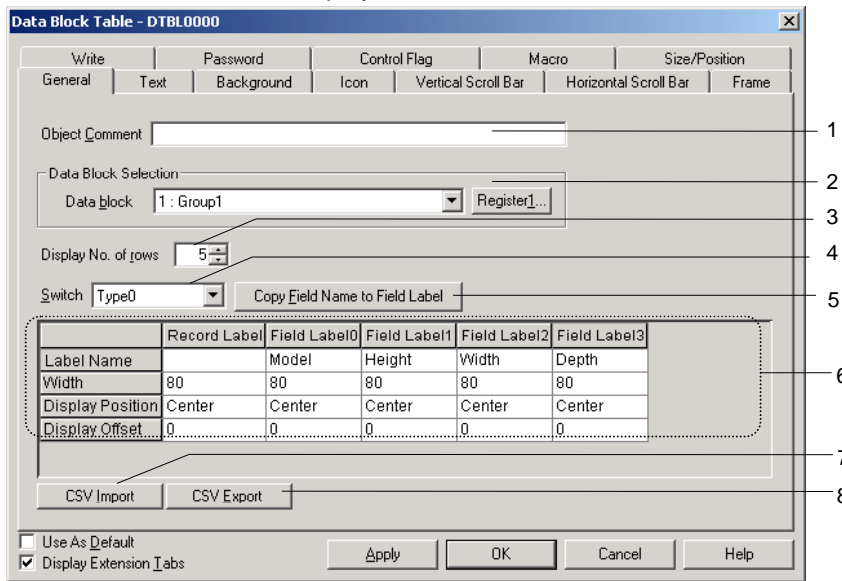 Data Block Table - DTBL0000
Write Password Control Flag Macro Size/Position
General Text Background Icon Vertical Scroll Bar Horizontal Scroll Bar Frame
Object Comment 1
Data Block Selection 2
Data block 1 : Group1 Register1...
3
Display No. of rows 5 4
Switch Type0 Copy Field Name to Field Label 5
Record Label Field Label0 Field Label1 Field Label2 Field Label3
Label Name Model Height Width Depth
Width 80 80 80 80 80 6
Display Position Center Center Center Center Center
Display Offset 0 0 0 0 0
7
CSV Import CSV Export 8
Use As Default
Display Extension Tabs Apply OK Cancel Help